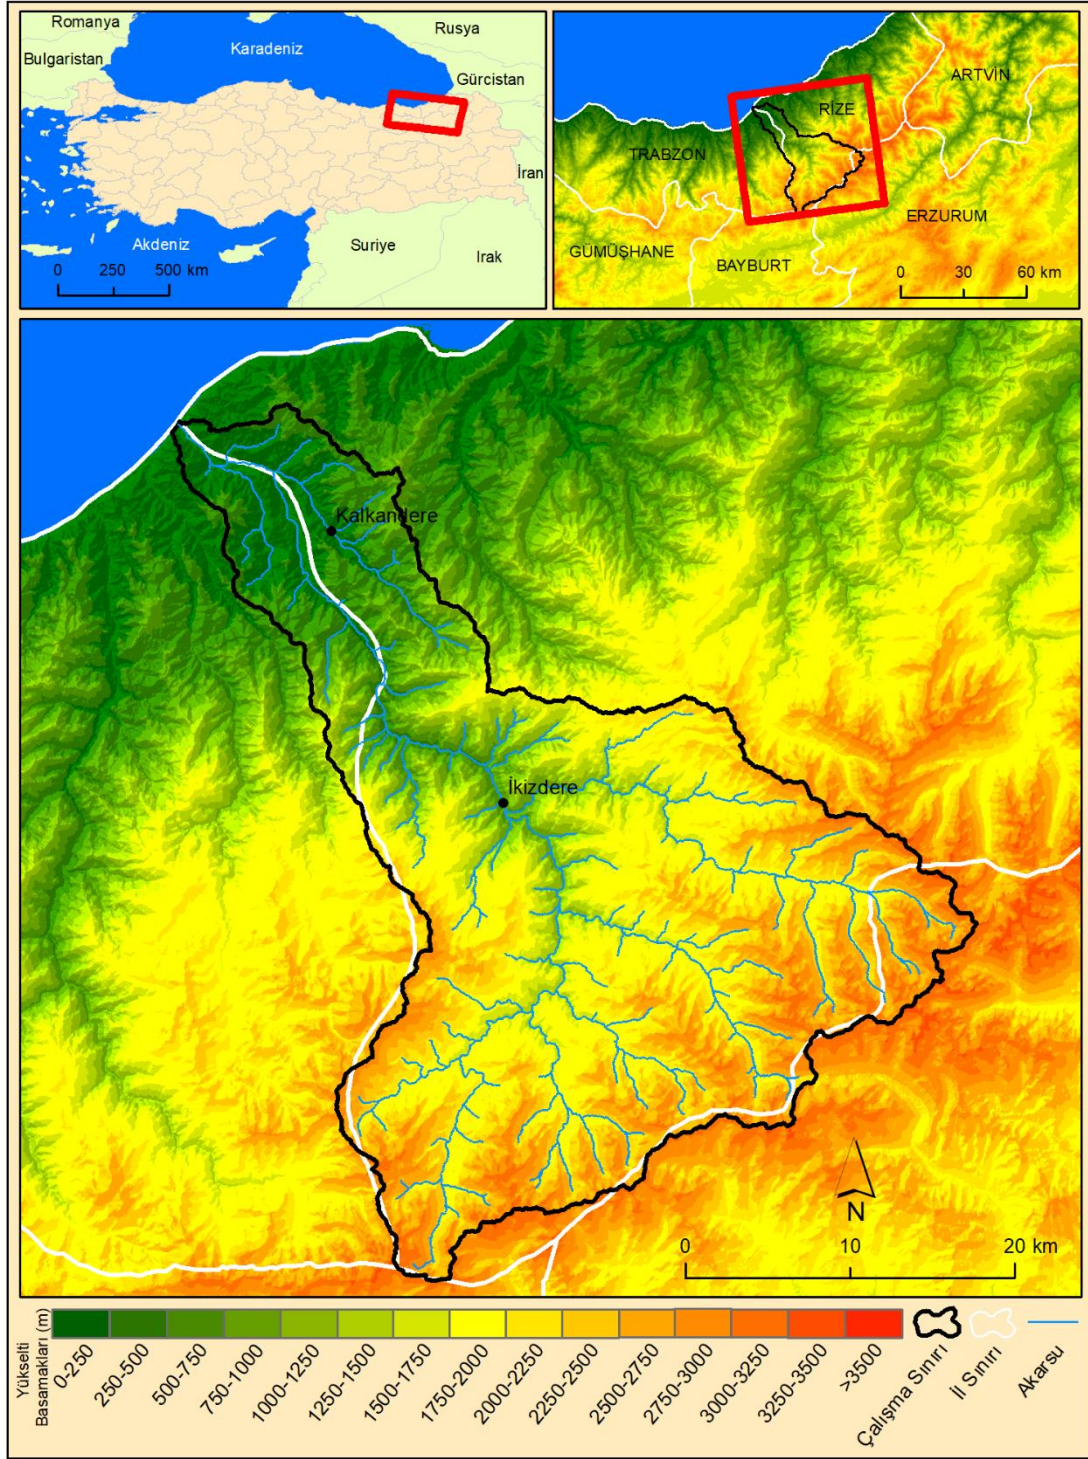 Romanya
Karadeniz
Rusya
Bulgaristan
Gürcistan
İran
Akdeniz
Suriye
Irak
0 250 500 km
ARTVİN
RİZE
TRABZON
ERZURUM
GÜMÜŞHANE
BAYBURT
0 30 60 km
Kalkandere
İkizdere
N
0 10 20 km
Yükselti
Basamakları (m)
0-250
250-500
500-750
750-1000
1000-1250
1250-1500
1500-1750
1750-2000
2000-2250
2250-2500
2500-2750
2750-3000
3000-3250
3250-3500
>3500
Çalışma Sınırı
İl Sınırı
Akarsu